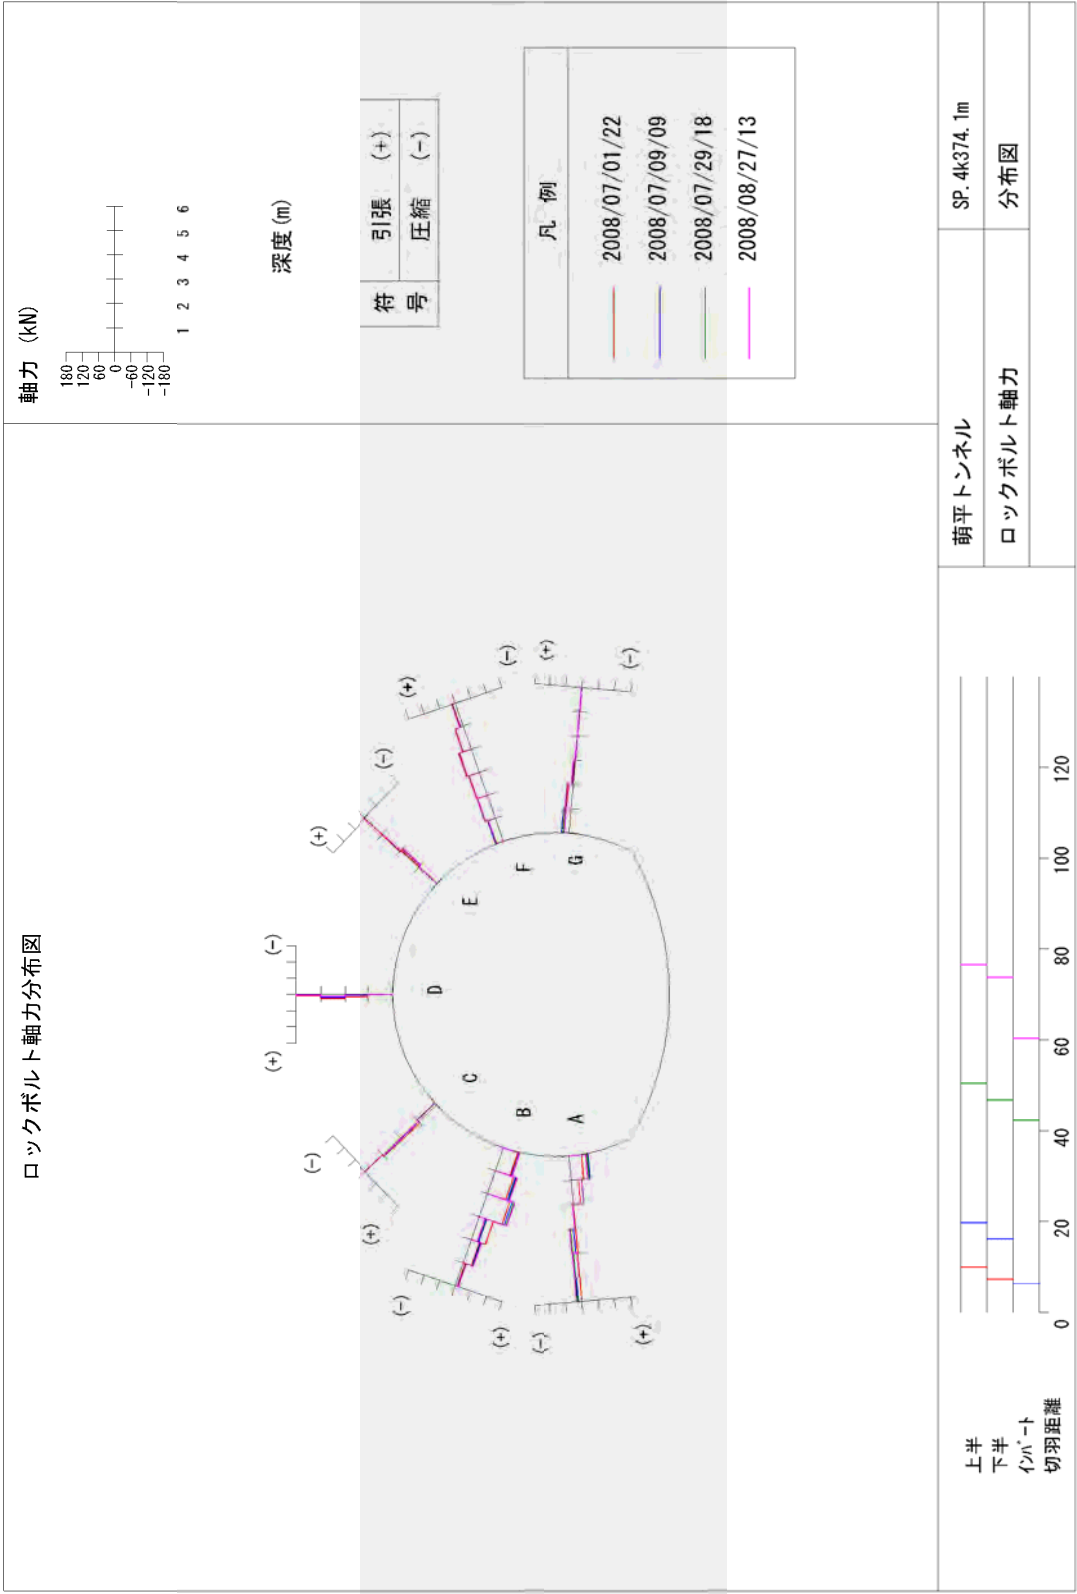 ロックボルト軸力分布図
軸力 (kN)
180
120
60
0
-60
-120
-180
1 2 3 4 5 6
深度(m)
符号
引張 (+)
圧縮 (-)
凡 例
2008/07/01/22
2008/07/09/09
2008/07/29/18
2008/08/27/13
(-)
(+)
A
(-)
(+)
B
(-)
(+)
C
(+)
(-)
D
(+)
(-)
E
(+)
(-)
F
(+)
(-)
G
上半
下半
インバート
切羽距離
0 20 40 60 80 100 120
萌平トンネル SP.4k374.1m
ロックボルト軸力 分布図